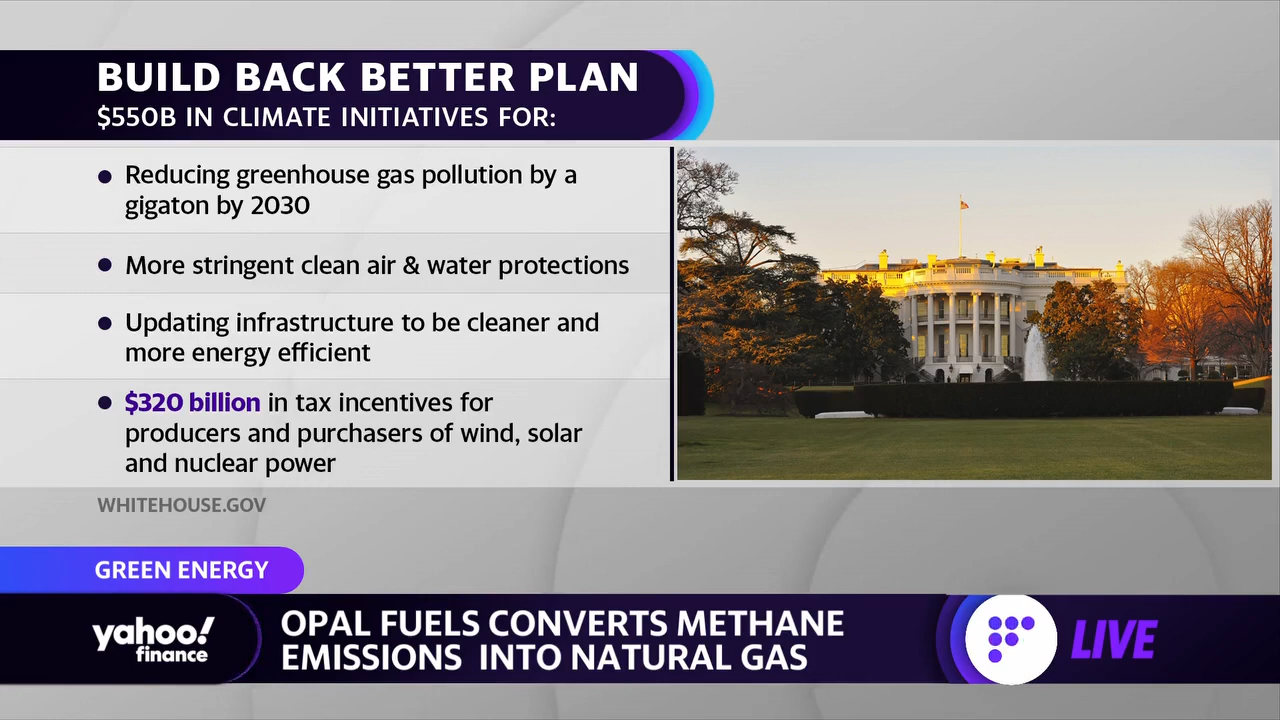 BUILD BACK BETTER PLAN
$550B IN CLIMATE INITIATIVES FOR:
Reducing greenhouse gas pollution by a
gigaton by 2030
More stringent clean air & water protections
Updating infrastructure to be cleaner and
more energy efficient
$320 billion in tax incentives for
producers and purchasers of wind, solar
and nuclear power
WHITEHOUSE.GOV
GREEN ENERGY
yahoo!
finance
OPAL FUELS CONVERTS METHANE
EMISSIONS INTO NATURAL GAS
LIVE